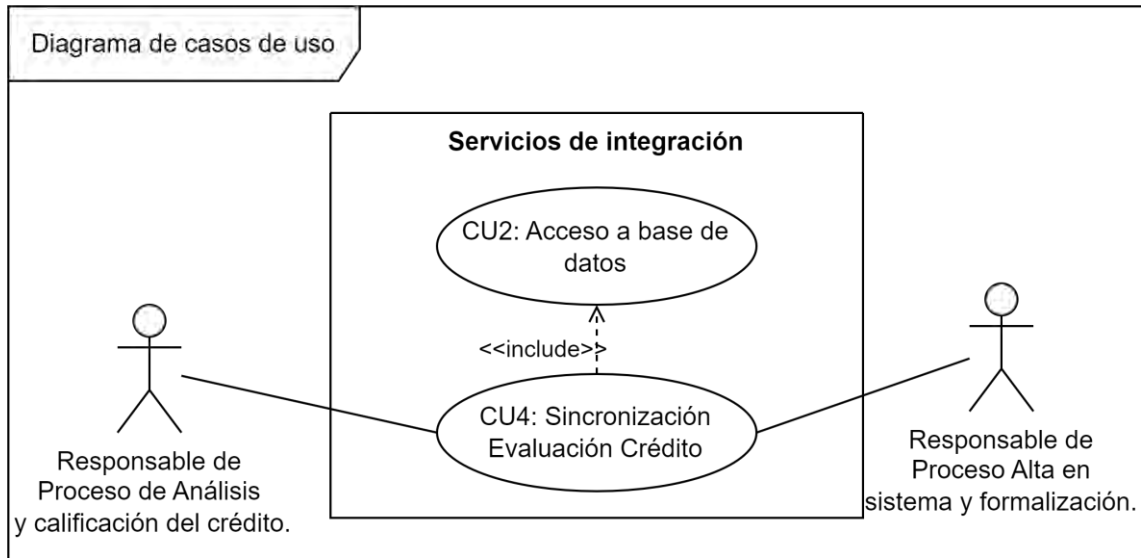 Diagrama de casos de uso
Servicios de integración
CU2: Acceso a base de
datos
<<include>>
CU4: Sincronización
Evaluación Crédito
Responsable de
Proceso de Análisis
y calificación del crédito.
Responsable de
Proceso Alta en
sistema y formalización.